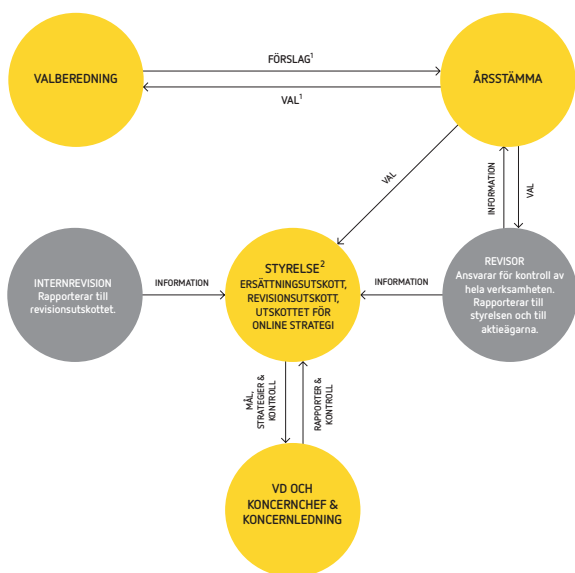 VALBEREDNING
FÖRSLAG¹
VAL¹
ÅRSSTÄMMA
VAL
INFORMATION
VAL
INTERNREVISION
Rapporterar till
revisionsutskottet.
INFORMATION
STYRELSE²
ERSÄTTNINGSUTSKOTT,
REVISIONSUTSKOTT,
UTSKOTTET FÖR
ONLINE STRATEGI
INFORMATION
REVISOR
Ansvarar för kontroll av
hela verksamheten.
Rapporterar till
styrelsen och till
aktieägarna.
MÅL,
STRATEGIER &
KONTROLL
RAPPORTER &
KONTROLL
VD OCH
KONCERNCHEF &
KONCERNLEDNING